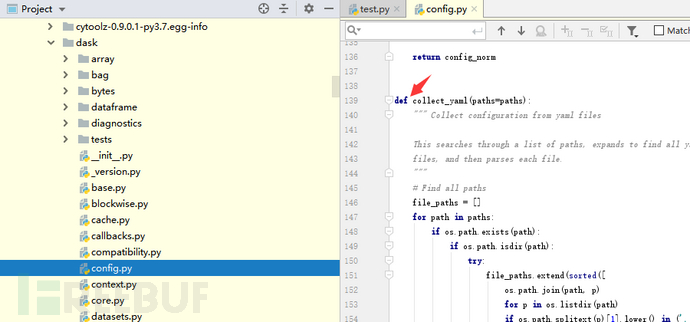 Project
cytoolz-0.9.0.1-py3.7.egg-info
dask
array
bag
bytes
dataframe
diagnostics
tests
__init__.py
_version.py
base.py
blockwise.py
cache.py
callbacks.py
compatibility.py
config.py
context.py
core.py
datasets.py
FREEBUF
test.py
config.py
Matc
135
136 return config_norm
137
138
139 def collect_yaml(paths=paths):
140 """ Collect configuration from yaml files
141
142 This searches through a list of paths, expands to find all ya
143 files, and then parses each file.
144 """
145 # Find all paths
146 file_paths = []
147 for path in paths:
148 if os.path.exists(path):
149 if os.path.isdir(path):
150 try:
151 file_paths.extend(sorted([
152 os.path.join(path, p)
153 for p in os.listdir(path)
154 if os.path.splitext(p)[1].lower() in ('.